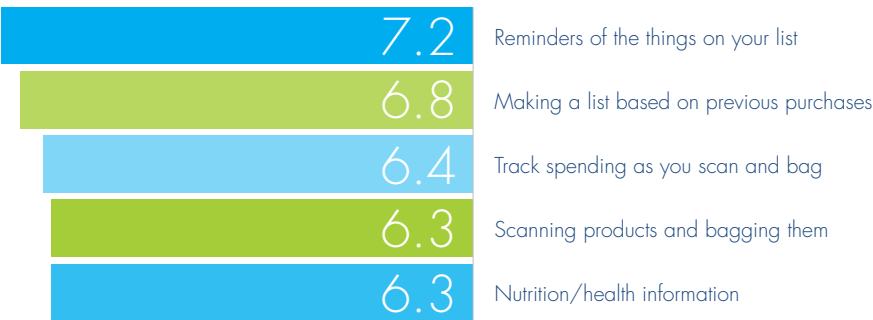 7.2 Reminders of the things on your list
6.8 Making a list based on previous purchases
6.4 Track spending as you scan and bag
6.3 Scanning products and bagging them
6.3 Nutrition/health information